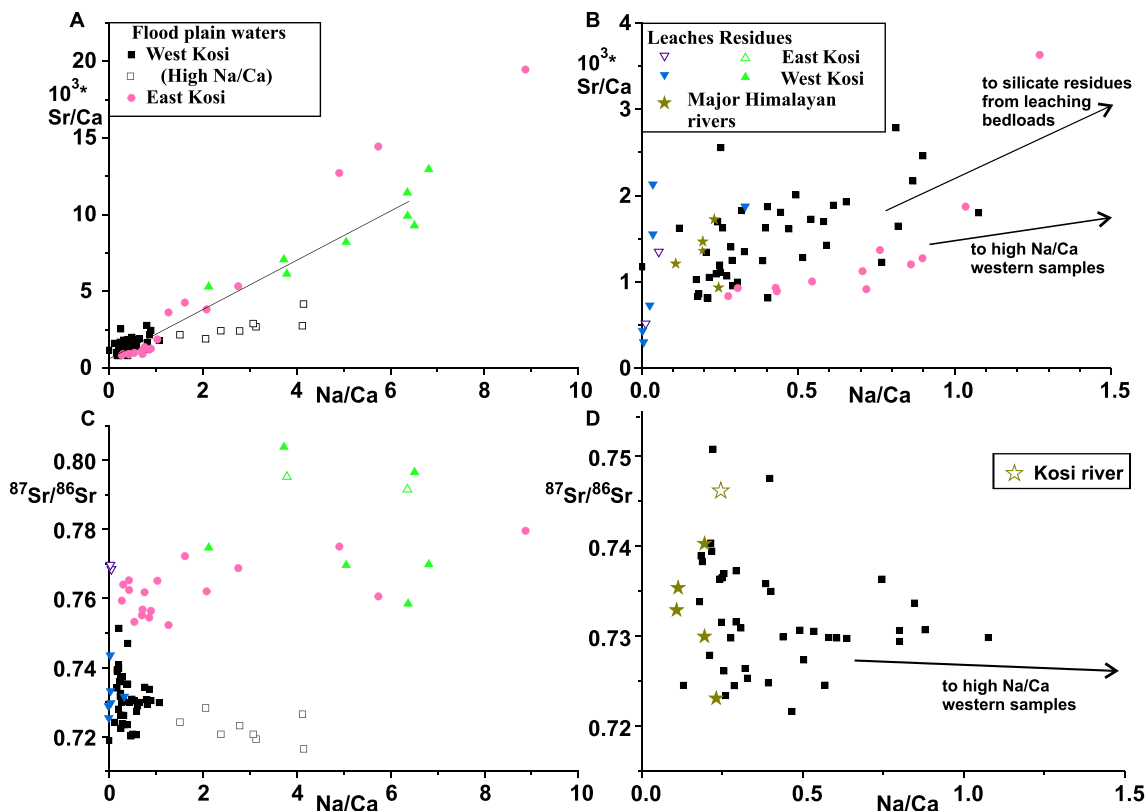 A
Flood plain waters
West Kosi
(High Na/Ca)
East Kosi
20
10³*
Sr/Ca
15
10
5
0
0 2 4 6 8 10
Na/Ca
B
4
Leaches Residues
East Kosi
West Kosi
Major Himalayan
rivers
10³*
Sr/Ca
3
2
1
0
to silicate residues
from leaching
bedloads
to high Na/Ca
western samples
0.0 0.5 1.0 1.5
Na/Ca
C
0.80
⁸⁷Sr/⁸⁶Sr
0.78
0.76
0.74
0.72
0 2 4 6 8 10
Na/Ca
D
0.75
⁸⁷Sr/⁸⁶Sr
Kosi river
0.74
0.73
0.72
to high Na/Ca
western samples
0.0 0.5 1.0 1.5
Na/Ca